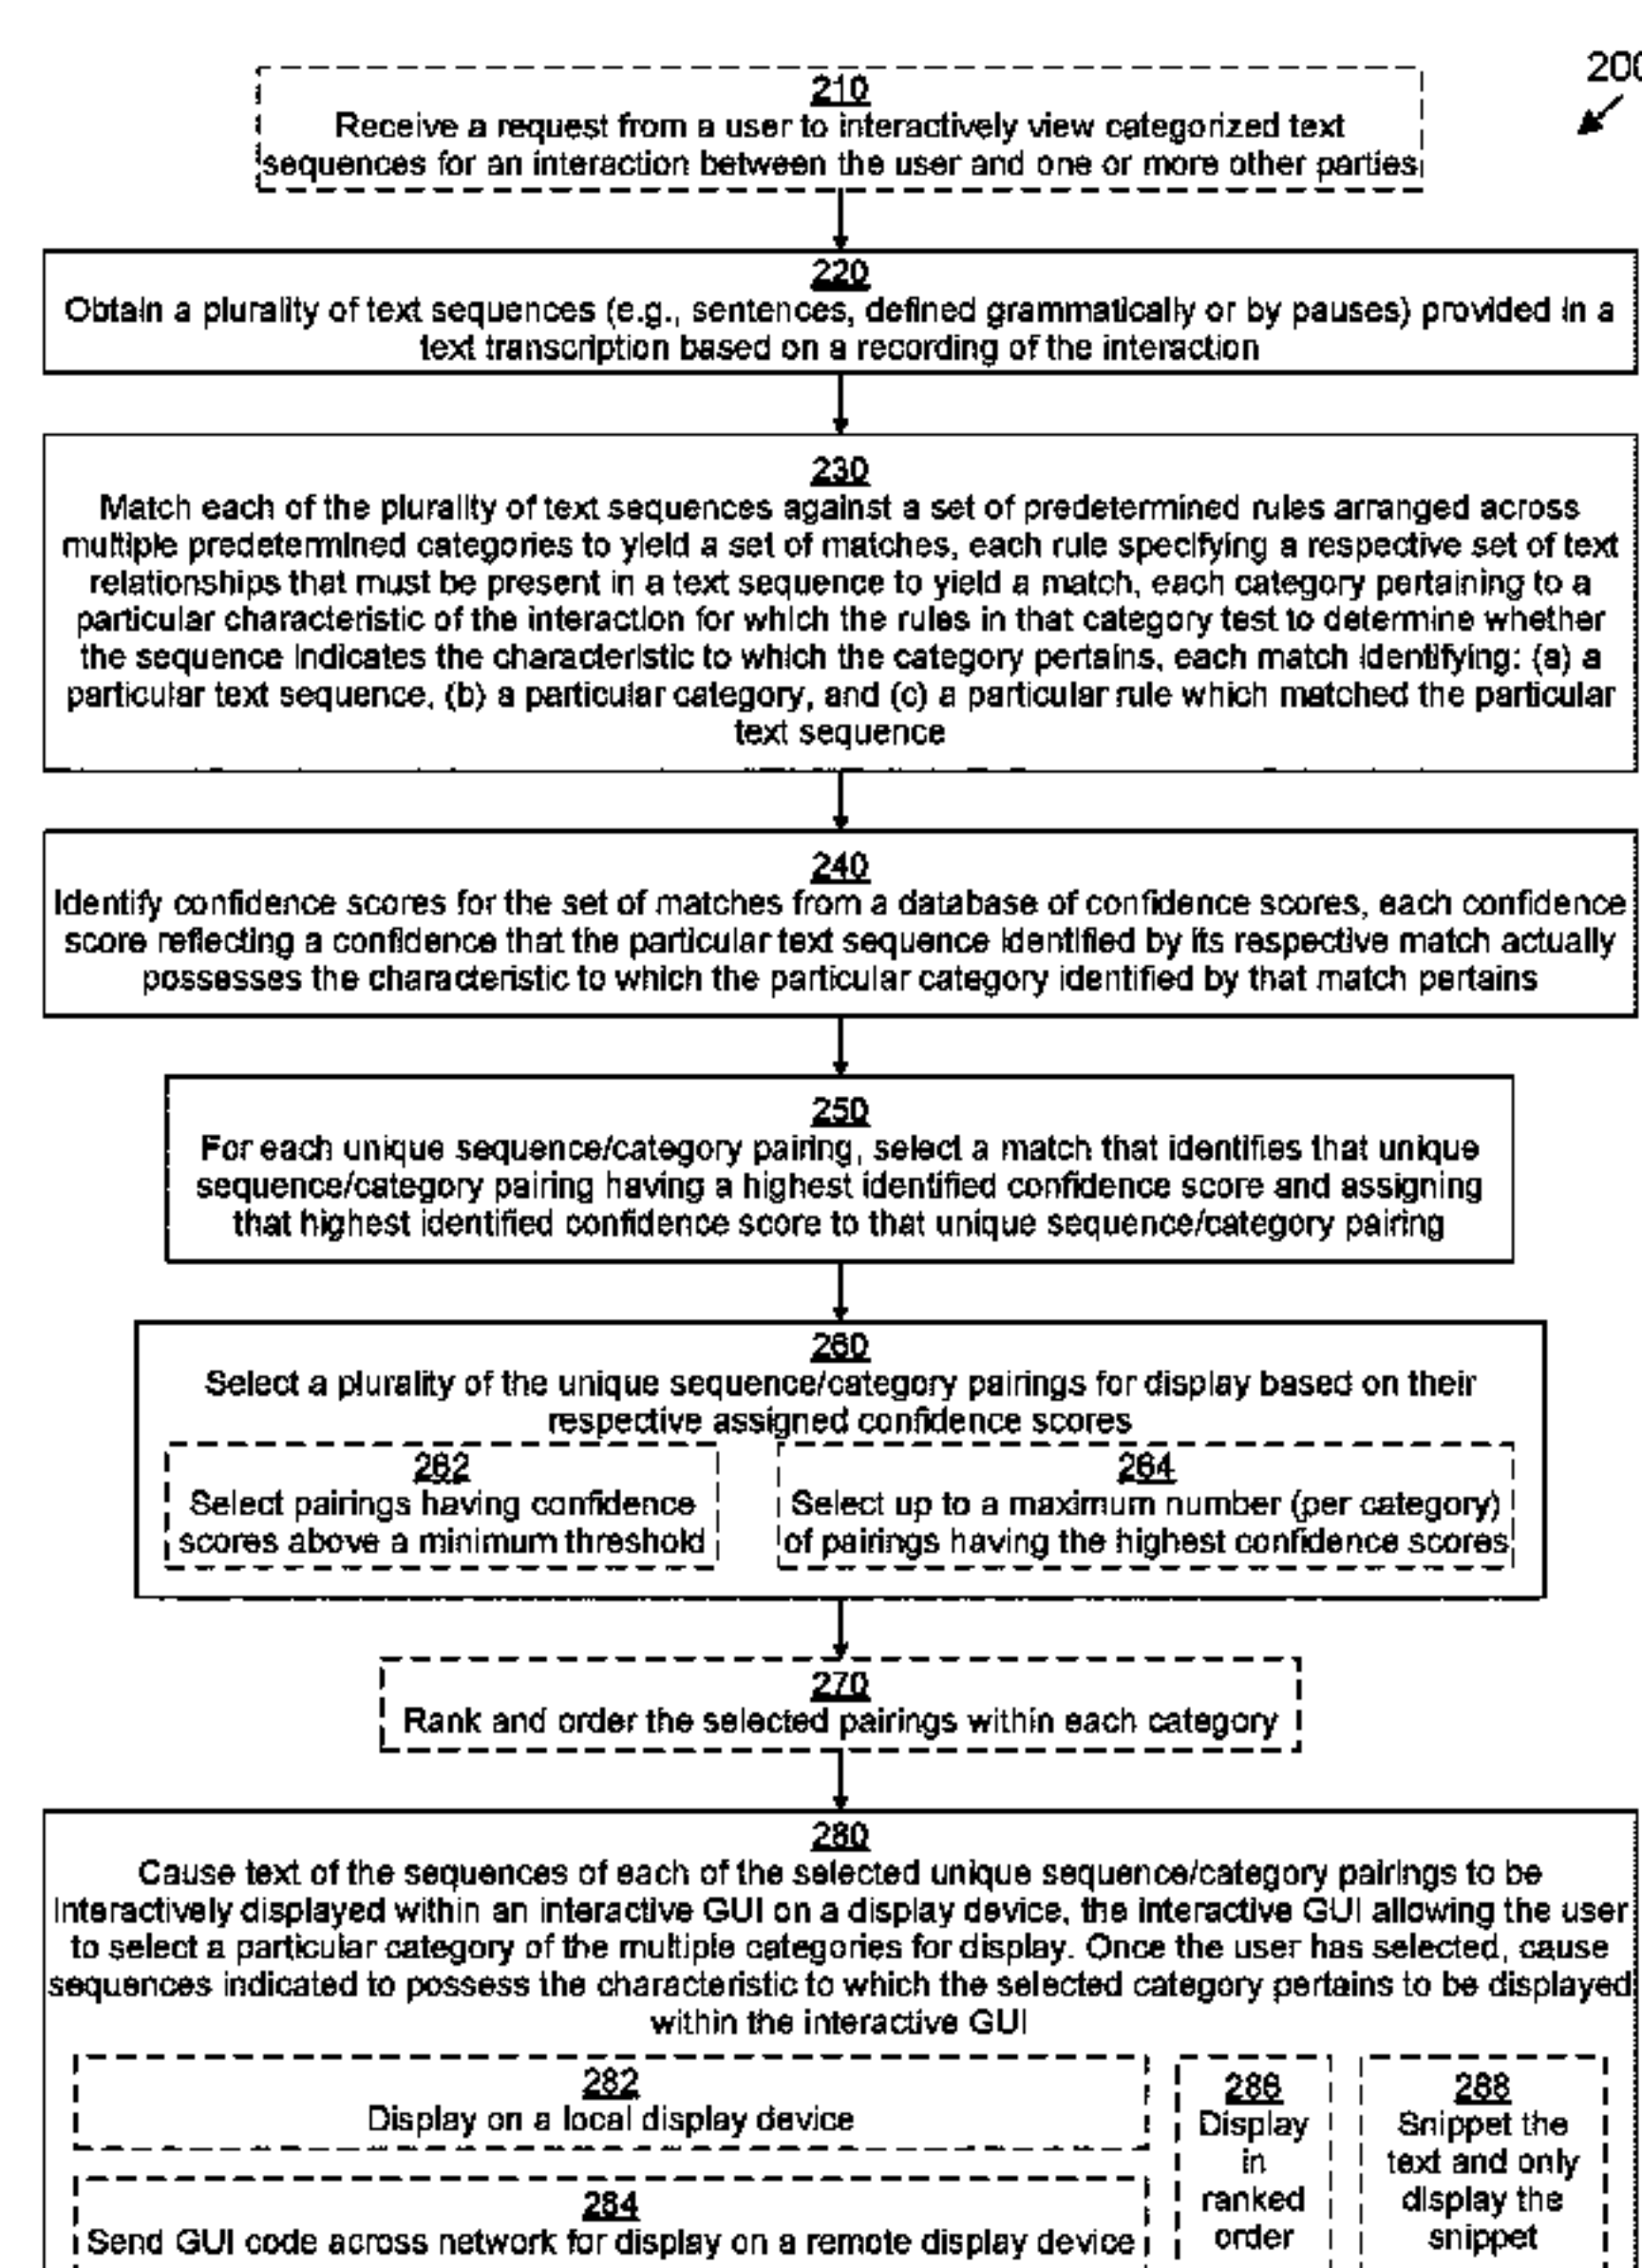 200
210
Receive a request from a user to interactively view categorized text
sequences for an interaction between the user and one or more other parties
220
Obtain a plurality of text sequences (e.g., sentences, defined grammatically or by pauses) provided in a
text transcription based on a recording of the interaction
230
Match each of the plurality of text sequences against a set of predetermined rules arranged across
multiple predetermined categories to yield a set of matches, each rule specifying a respective set of text
relationships that must be present in a text sequence to yield a match, each category pertaining to a
particular characteristic of the interaction for which the rules in that category test to determine whether
the sequence indicates the characteristic to which the category pertains, each match identifying: (a) a
particular text sequence, (b) a particular category, and (c) a particular rule which matched the particular
text sequence
240
Identify confidence scores for the set of matches from a database of confidence scores, each confidence
score reflecting a confidence that the particular text sequence identified by its respective match actually
possesses the characteristic to which the particular category identified by that match pertains
250
For each unique sequence/category pairing, select a match that identifies that unique
sequence/category pairing having a highest identified confidence score and assigning
that highest identified confidence score to that unique sequence/category pairing
260
Select a plurality of the unique sequence/category pairings for display based on their
respective assigned confidence scores
262
Select pairings having confidence
scores above a minimum threshold
264
Select up to a maximum number (per category)
of pairings having the highest confidence scores
270
Rank and order the selected pairings within each category
280
Cause text of the sequences of each of the selected unique sequence/category pairings to be
interactively displayed within an interactive GUI on a display device, the interactive GUI allowing the user
to select a particular category of the multiple categories for display. Once the user has selected, cause
sequences indicated to possess the characteristic to which the selected category pertains to be displayed
within the interactive GUI
282
Display on a local display device
284
Send GUI code across network for display on a remote display device
286
Display
in
ranked
order
288
Snippet the
text and only
display the
snippet